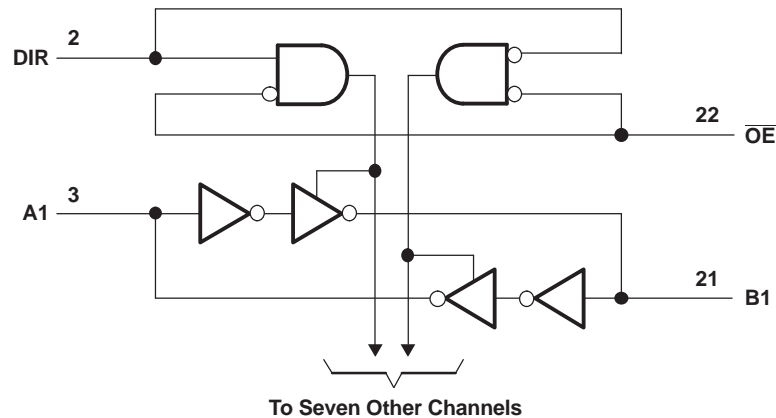 2
DIR
22
OE
3
A1
21
B1
To Seven Other Channels